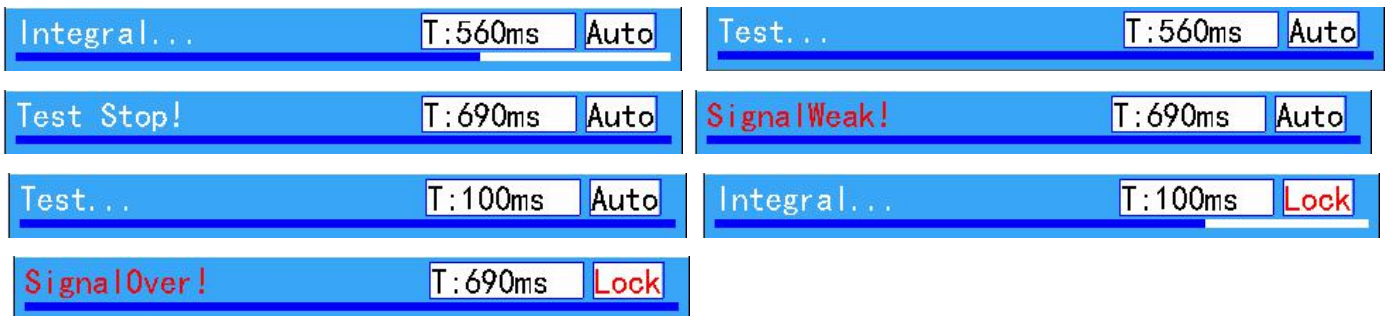 Integral... T:560ms Auto
Test... T:560ms Auto
Test Stop! T:690ms Auto
SignalWeak! T:690ms Auto
Test... T:100ms Auto
Integral... T:100ms Lock
SignalOver! T:690ms Lock